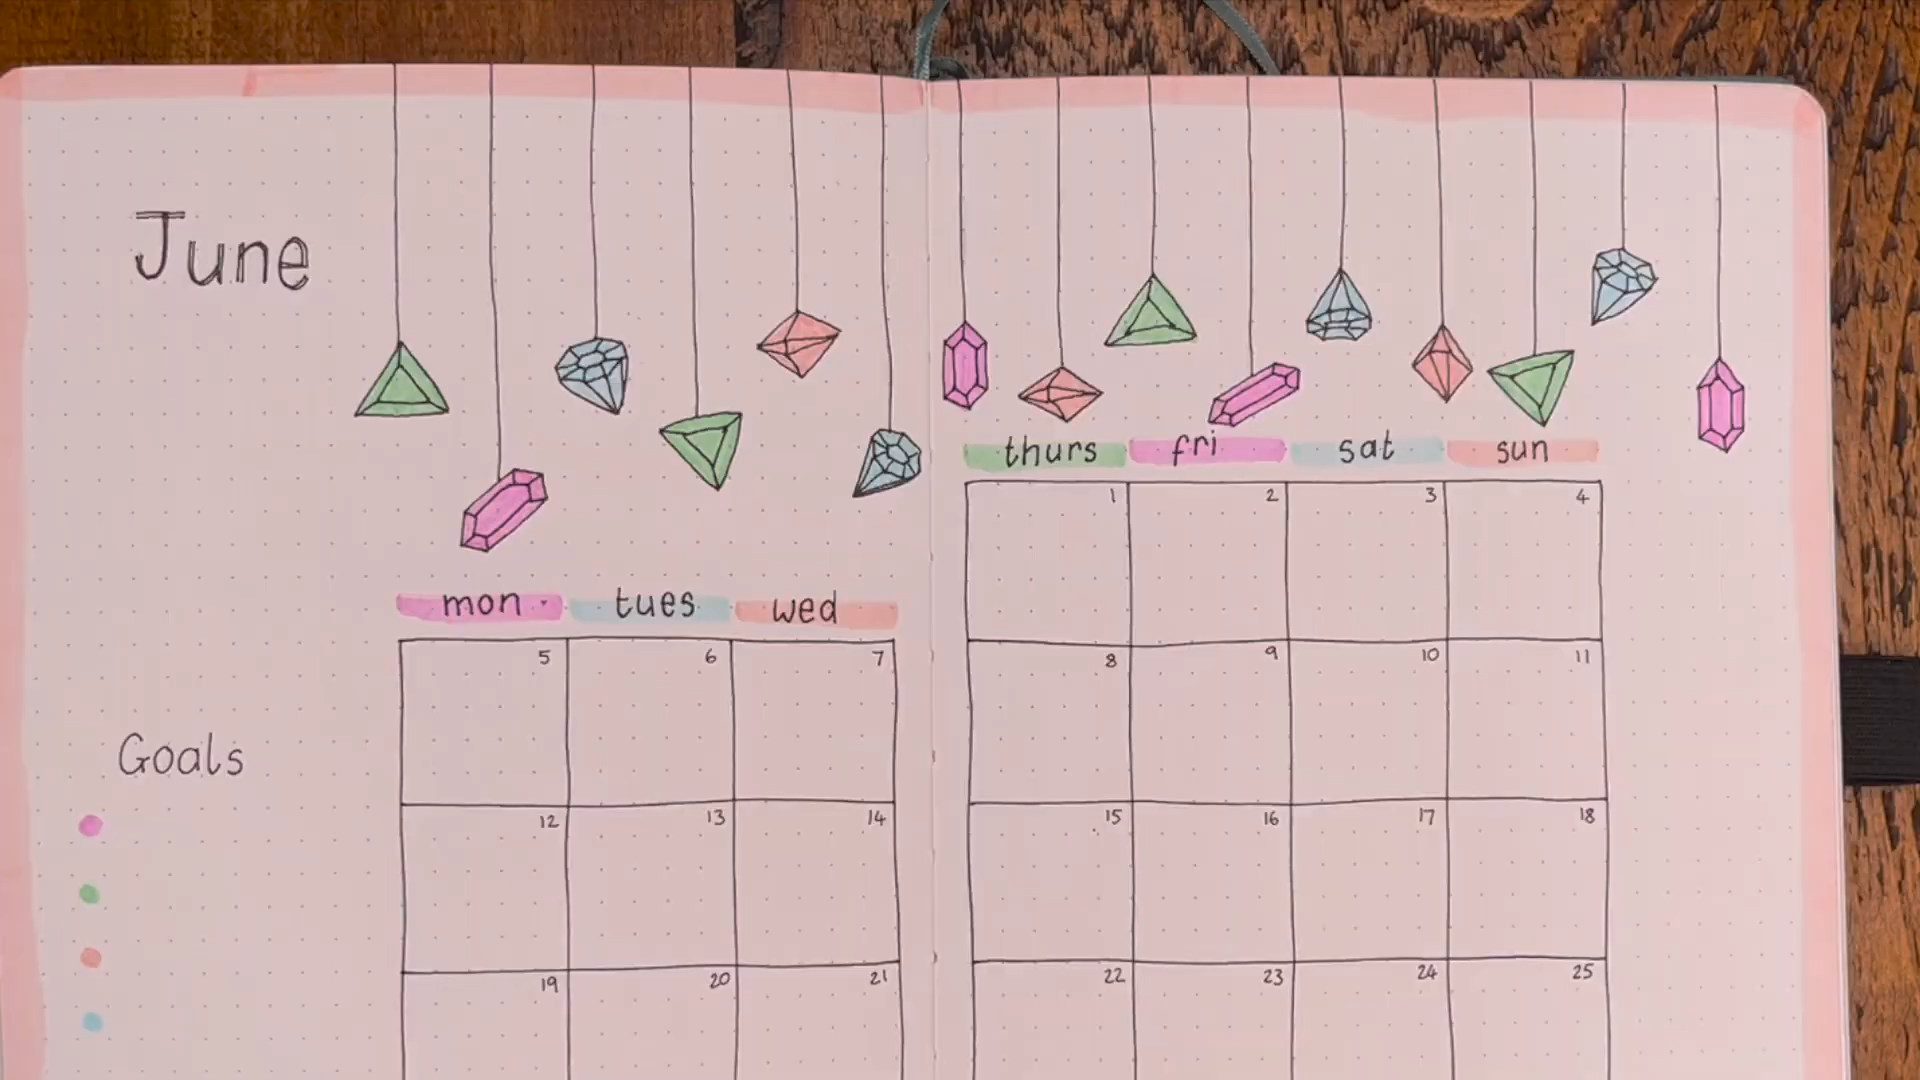 June
thurs fri sat sun
1 2 3 4
mon tues wed
5 6 7 8 9 10 11
Goals
12 13 14 15 16 17 18
19 20 21 22 23 24 25